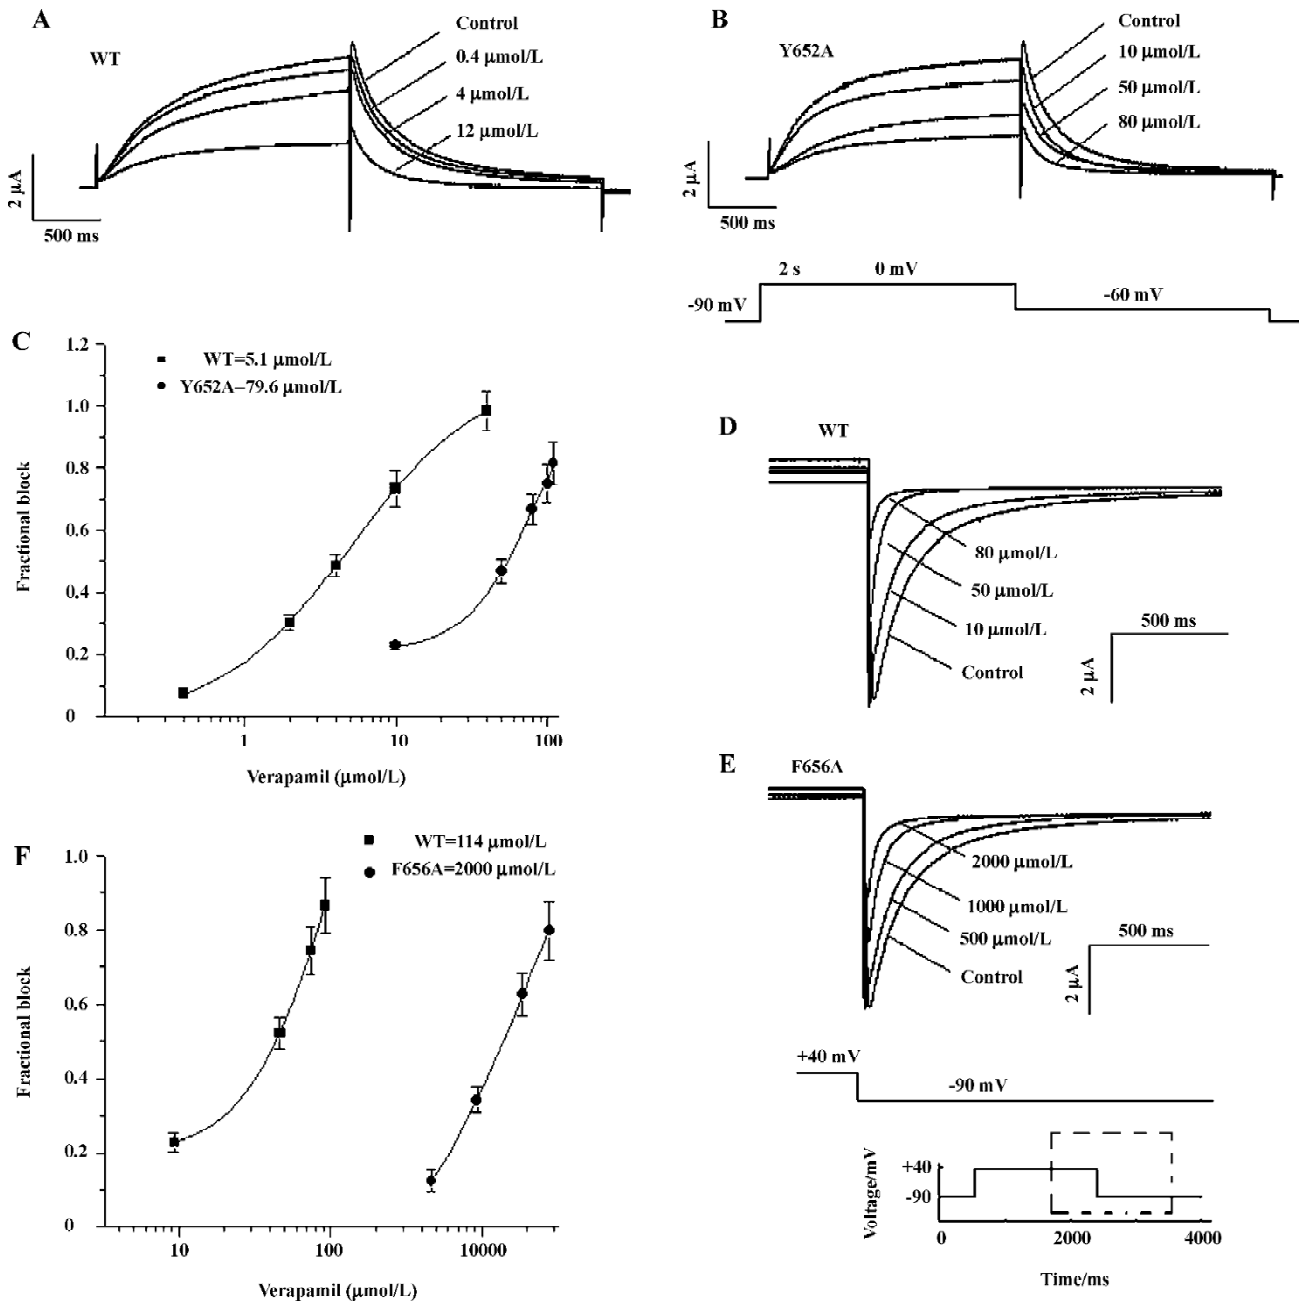 A
WT
Control
0.4 μmol/L
4 μmol/L
12 μmol/L
2 μA
500 ms
B
Y652A
Control
10 μmol/L
50 μmol/L
80 μmol/L
2 μA
500 ms
2 s
0 mV
-90 mV
-60 mV
C
WT=5.1 μmol/L
Y652A=79.6 μmol/L
1.2
1.0
0.8
0.6
0.4
0.2
0
Fractional block
1
10
100
Verapamil (μmol/L)
D
WT
80 μmol/L
50 μmol/L
10 μmol/L
Control
500 ms
2 μA
E
F656A
2000 μmol/L
1000 μmol/L
500 μmol/L
Control
500 ms
2 μA
+40 mV
-90 mV
Voltage/mV
+40
-90
0
2000
4000
Time/ms
F
WT=114 μmol/L
F656A=2000 μmol/L
1.0
0.8
0.6
0.4
0.2
0
Fractional block
10
100
10000
Verapamil (μmol/L)